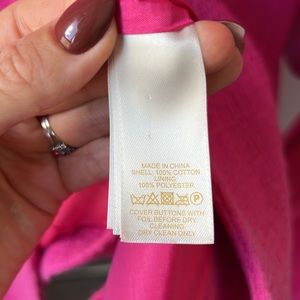 MADE IN CHINA
SHELL: 100% COTTON
LINING:
100% POLYESTER
P
COVER BUTTONS WITH
FOIL BEFORE DRY
CLEANING
DRY CLEAN ONLY